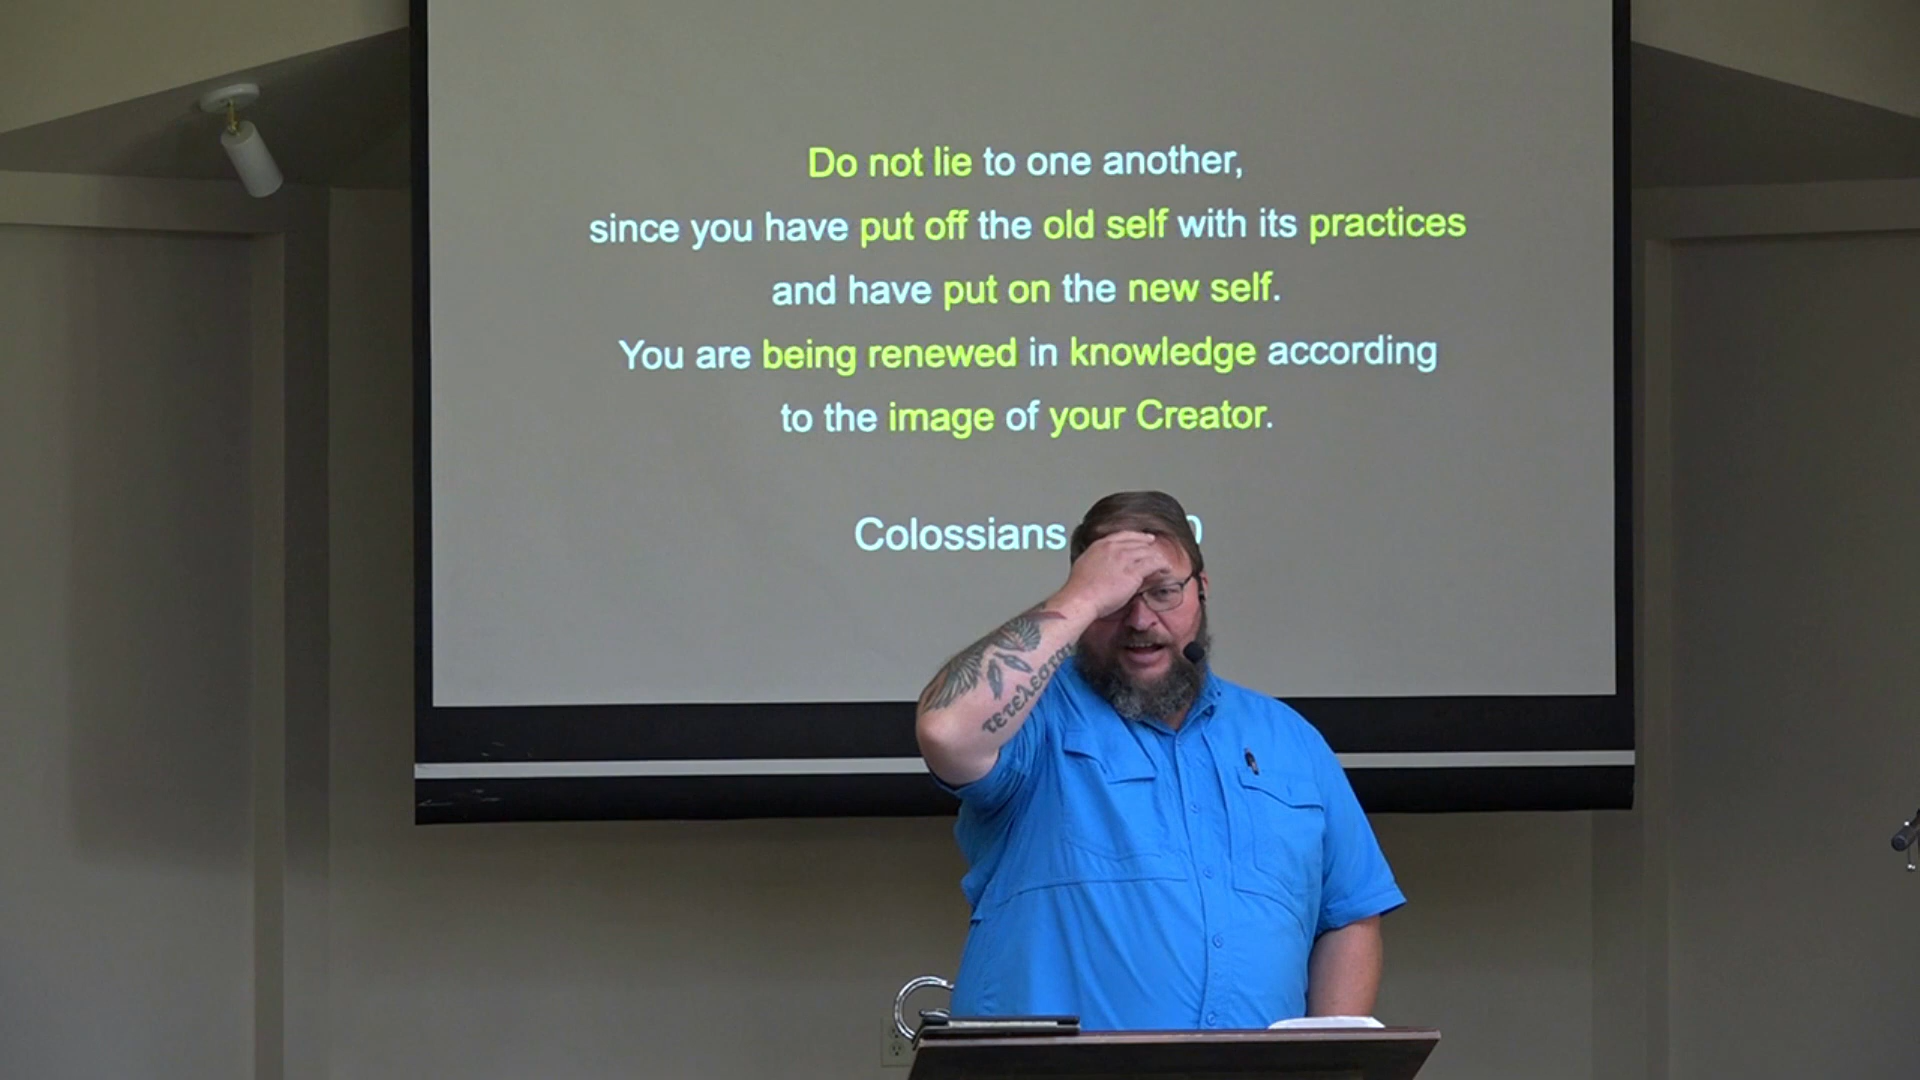 Do not lie to one another,
since you have put off the old self with its practices
and have put on the new self.
You are being renewed in knowledge according
to the image of your Creator.
Colossians 0
τετέλεσται